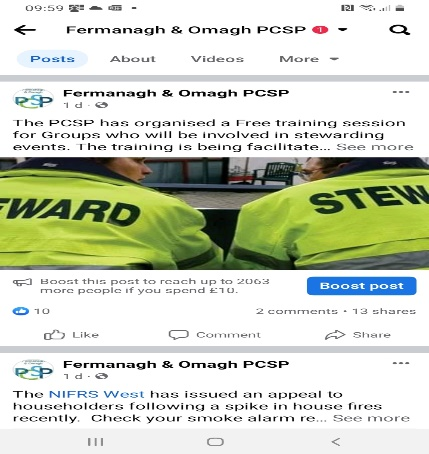 09:59
Fermanagh & Omagh PCSP 1
Posts About Videos More
Fermanagh & Omagh PCSP
1 d
The PCSP has organised a Free training session
for Groups who will be involved in stewarding
events. The training is being facilitate... See more
EWARD STEW
Boost this post to reach up to 2063
more people if you spend £10.
Boost post
10
2 comments • 13 shares
Like Comment Share
PCSP
Fermanagh & Omagh PCSP
1 d
The NIFRS West has issued an appeal to
householders following a spike in house fires
recently. Check your smoke alarm re... See more